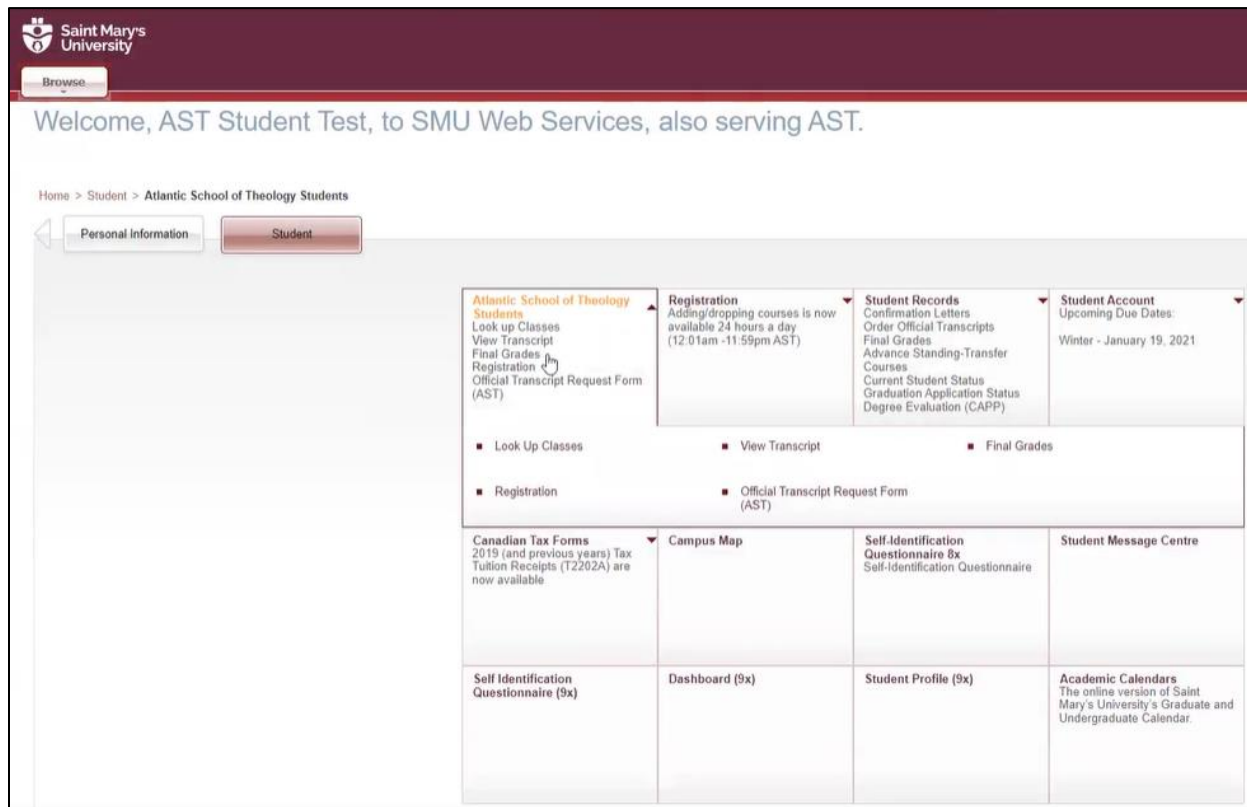 Saint Mary's
University
Browse
Welcome, AST Student Test, to SMU Web Services, also serving AST.
Home > Student > Atlantic School of Theology Students
Personal Information
Student
Atlantic School of Theology
Students
Look up Classes
View Transcript
Final Grades
Registration
Official Transcript Request Form
(AST)
Registration
Adding/dropping courses is now
available 24 hours a day
(12:01am -11:59pm AST)
Student Records
Confirmation Letters
Order Official Transcripts
Final Grades
Advance Standing-Transfer
Courses
Current Student Status
Graduation Application Status
Degree Evaluation (CAPP)
Student Account
Upcoming Due Dates:
Winter - January 19, 2021
Look Up Classes
View Transcript
Final Grades
Registration
Official Transcript Request Form
(AST)
Canadian Tax Forms
2019 (and previous years) Tax
Tuition Receipts (T2202A) are
now available
Campus Map
Self-Identification
Questionnaire 8x
Self-Identification Questionnaire
Student Message Centre
Self Identification
Questionnaire (9x)
Dashboard (9x)
Student Profile (9x)
Academic Calendars
The online version of Saint
Mary's University's Graduate and
Undergraduate Calendar.